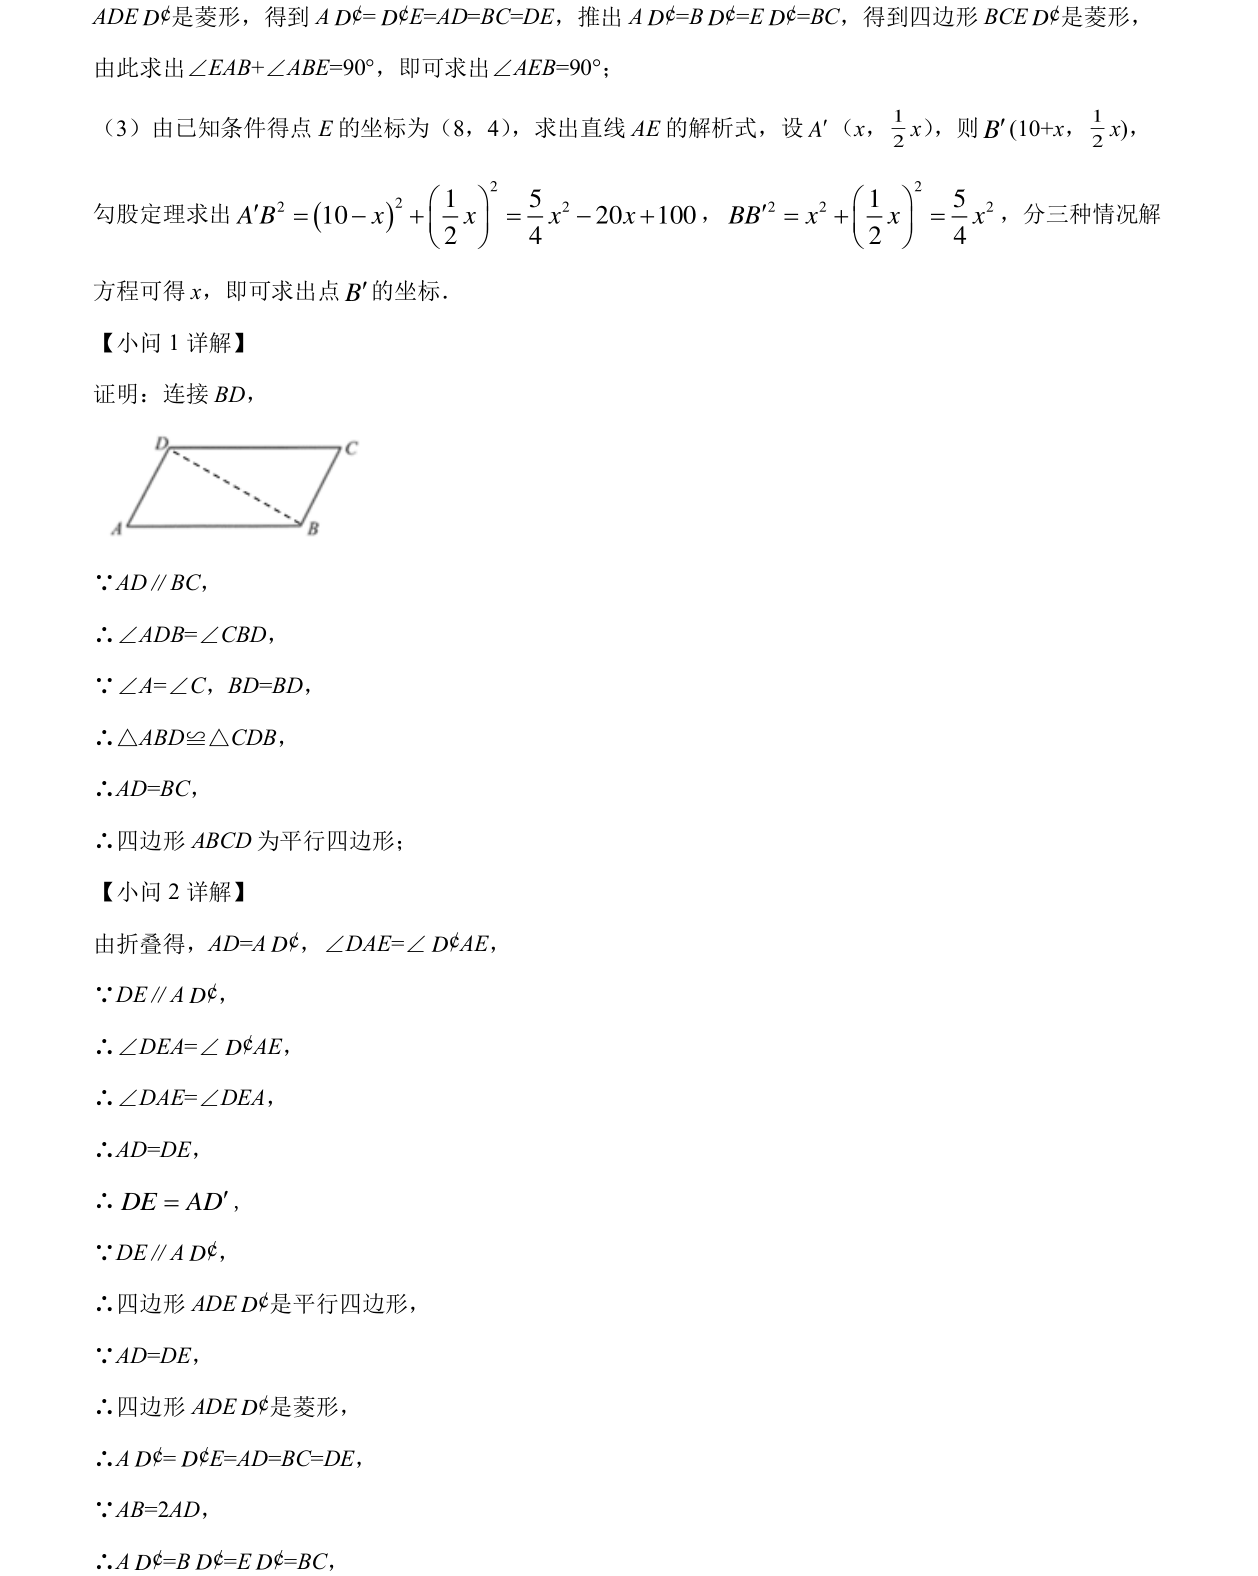 ADE D¢是菱形，得到 A D¢= D¢E=AD=BC=DE，推出 A D¢=B D¢=E D¢=BC，得到四边形 BCE D¢是菱形，
由此求出∠EAB+∠ABE=90°，即可求出∠AEB=90°；
（3）由已知条件得点 E 的坐标为（8，4），求出直线 AE 的解析式，设 A′（x，1/2 x），则 B′(10+x，1/2 x)，
勾股定理求出 A′B² = (10 − x)² + (1/2 x)² = 5/4 x² − 20x + 100，BB′² = x² + (1/2 x)² = 5/4 x²，分三种情况解
方程可得 x，即可求出点 B′ 的坐标．
【小问 1 详解】
证明：连接 BD，
D
C
A
B
∵AD∥BC，
∴∠ADB=∠CBD，
∵∠A=∠C，BD=BD，
∴△ABD≌△CDB，
∴AD=BC，
∴四边形 ABCD 为平行四边形；
【小问 2 详解】
由折叠得，AD=A D¢，∠DAE=∠ D¢AE，
∵DE∥A D¢，
∴∠DEA=∠ D¢AE，
∴∠DAE=∠DEA，
∴AD=DE，
∴ DE = AD′，
∵DE∥A D¢，
∴四边形 ADE D¢是平行四边形，
∵AD=DE，
∴四边形 ADE D¢是菱形，
∴A D¢= D¢E=AD=BC=DE，
∵AB=2AD，
∴A D¢=B D¢=E D¢=BC，